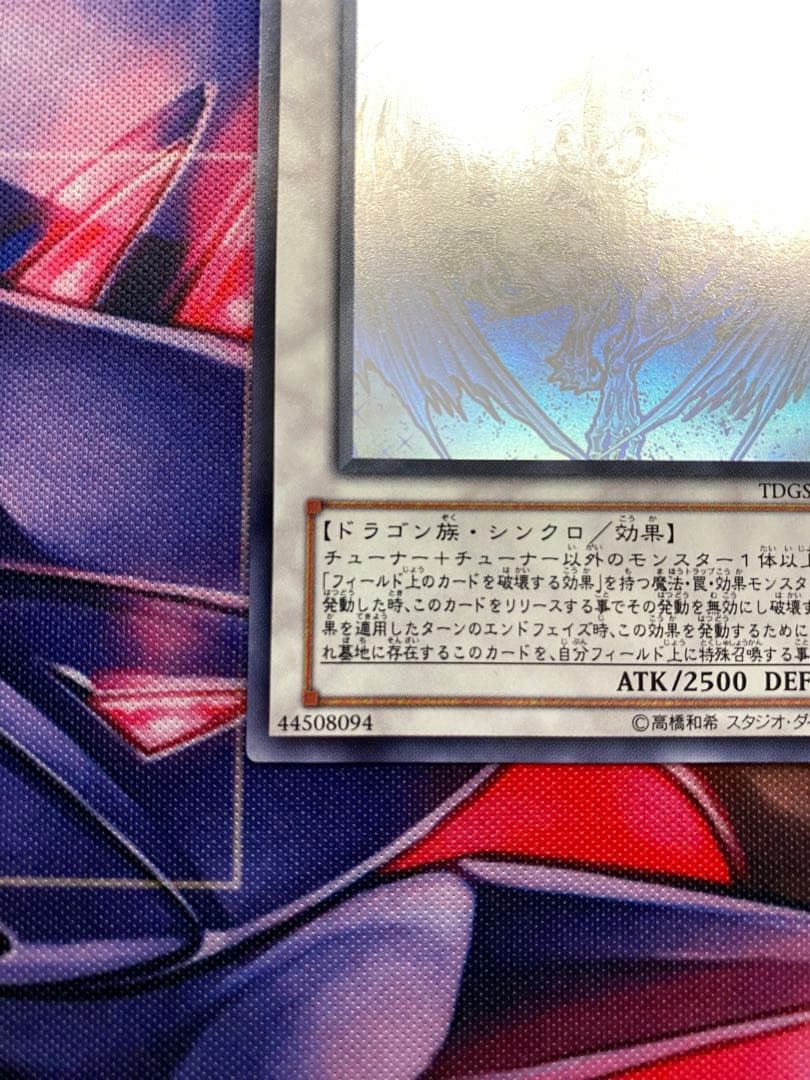 TDGS
【ドラゴン族・シンクロ／効果】
チューナー＋チューナー以外のモンスター１体以上
「フィールド上のカードを破壊する効果」を持つ魔法・罠・効果モンスタ
発動した時、このカードをリリースする事でその発動を無効にし破壊す
果を適用したターンのエンドフェイズ時、この効果を発動するために
れ墓地に存在するこのカードを、自分フィールド上に特殊召喚する事
ATK/2500 DEF
44508094
©高橋和希 スタジオ・ダ